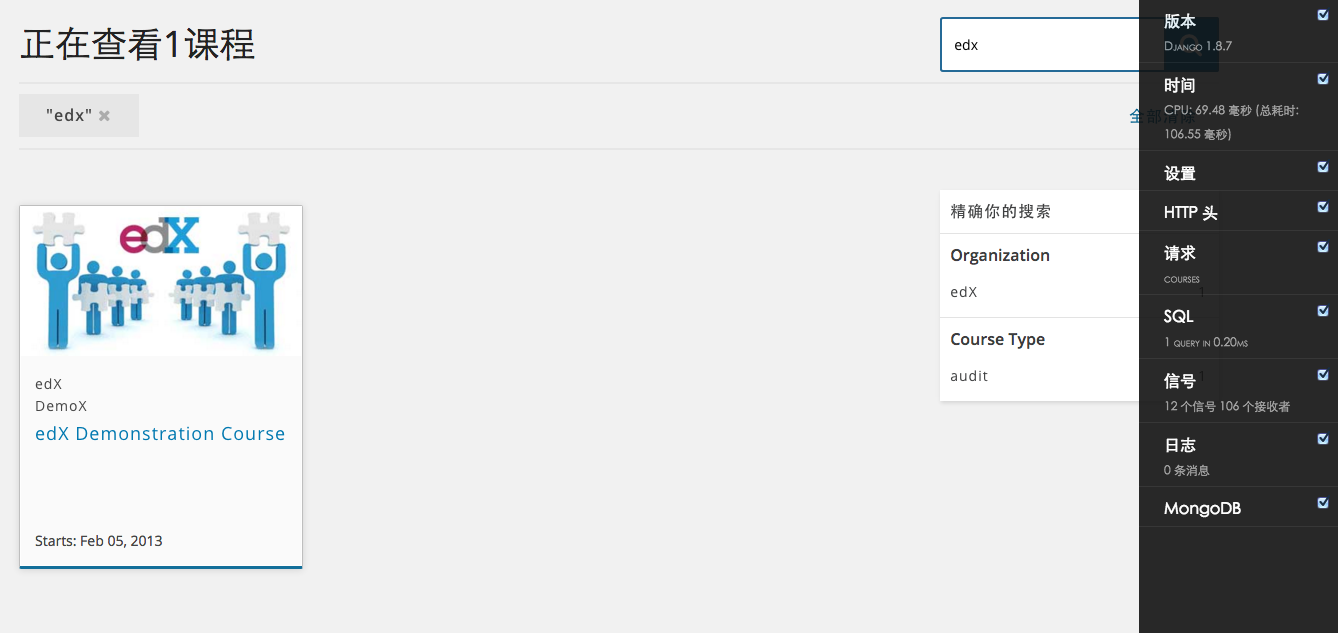 正在查看1课程
edx
"edx"
全部清除
edX
edX
DemoX
edX Demonstration Course
Starts: Feb 05, 2013
精确你的搜索
Organization
edX
1
Course Type
audit
1
版本
Django 1.8.7
时间
CPU: 69.48 毫秒 (总耗时:
106.55 毫秒)
设置
HTTP 头
请求
courses
SQL
1 query in 0.20ms
信号
12 个信号 106 个接收者
日志
0 条消息
MongoDB